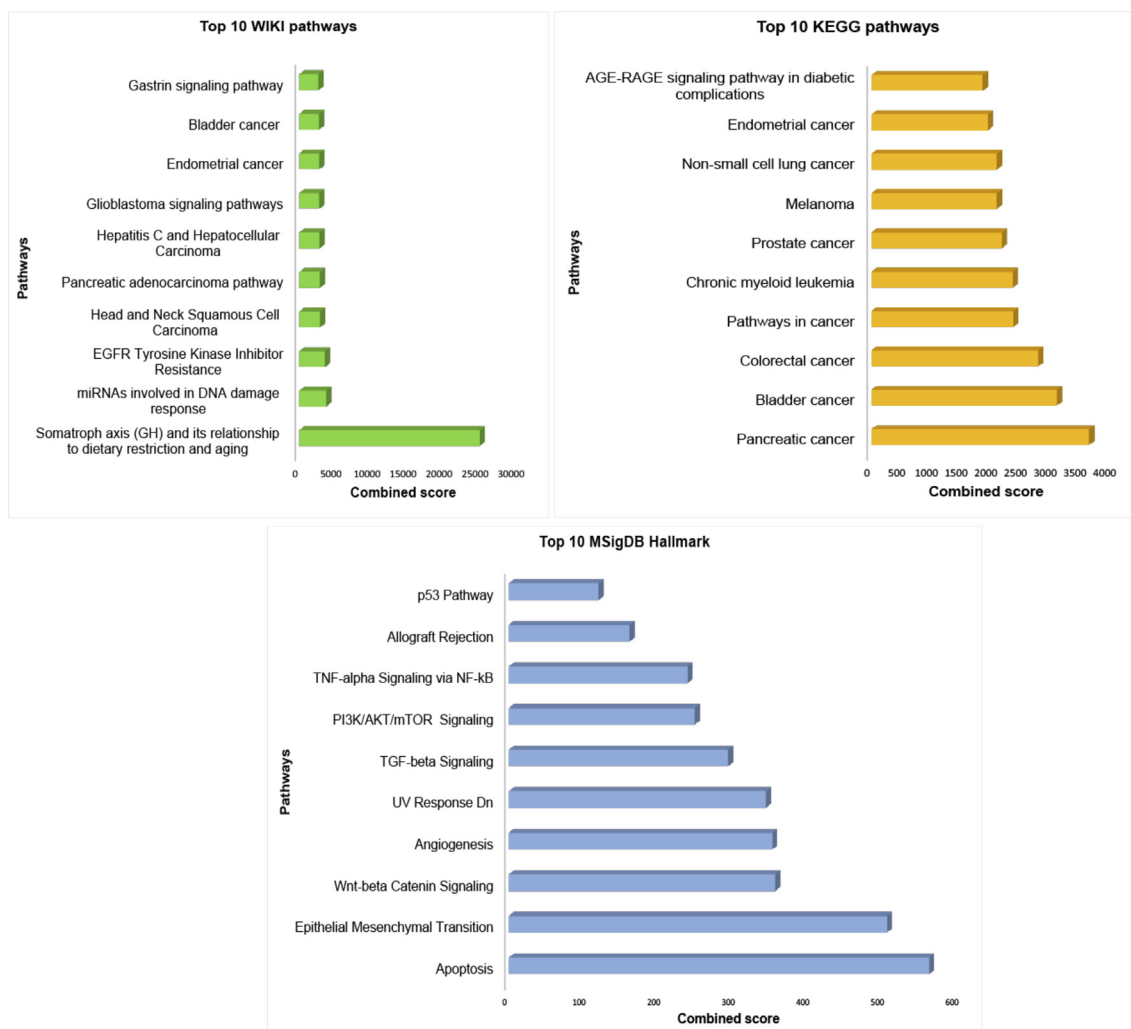 Top 10 WIKI pathways
Gastrin signaling pathway
Bladder cancer
Endometrial cancer
Glioblastoma signaling pathways
Hepatitis C and Hepatocellular
Carcinoma
Pancreatic adenocarcinoma pathway
Head and Neck Squamous Cell
Carcinoma
EGFR Tyrosine Kinase Inhibitor
Resistance
miRNAs involved in DNA damage
response
Somatroph axis (GH) and its relationship
to dietary restriction and aging
Pathways
0 5000 10000 15000 20000 25000 30000
Combined score
Top 10 KEGG pathways
AGE-RAGE signaling pathway in diabetic
complications
Endometrial cancer
Non-small cell lung cancer
Melanoma
Prostate cancer
Chronic myeloid leukemia
Pathways in cancer
Colorectal cancer
Bladder cancer
Pancreatic cancer
Pathways
0 500 1000 1500 2000 2500 3000 3500 4000
Combined score
Top 10 MSigDB Hallmark
p53 Pathway
Allograft Rejection
TNF-alpha Signaling via NF-kB
PI3K/AKT/mTOR Signaling
TGF-beta Signaling
UV Response Dn
Angiogenesis
Wnt-beta Catenin Signaling
Epithelial Mesenchymal Transition
Apoptosis
Pathways
0 100 200 300 400 500 600
Combined score